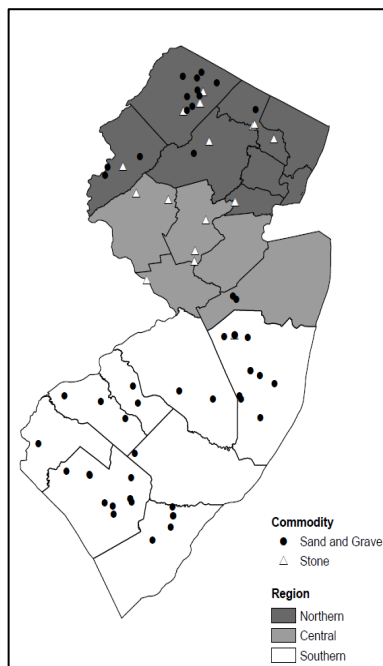 Commodity
Sand and Grave
Stone
Region
Northern
Central
Southern